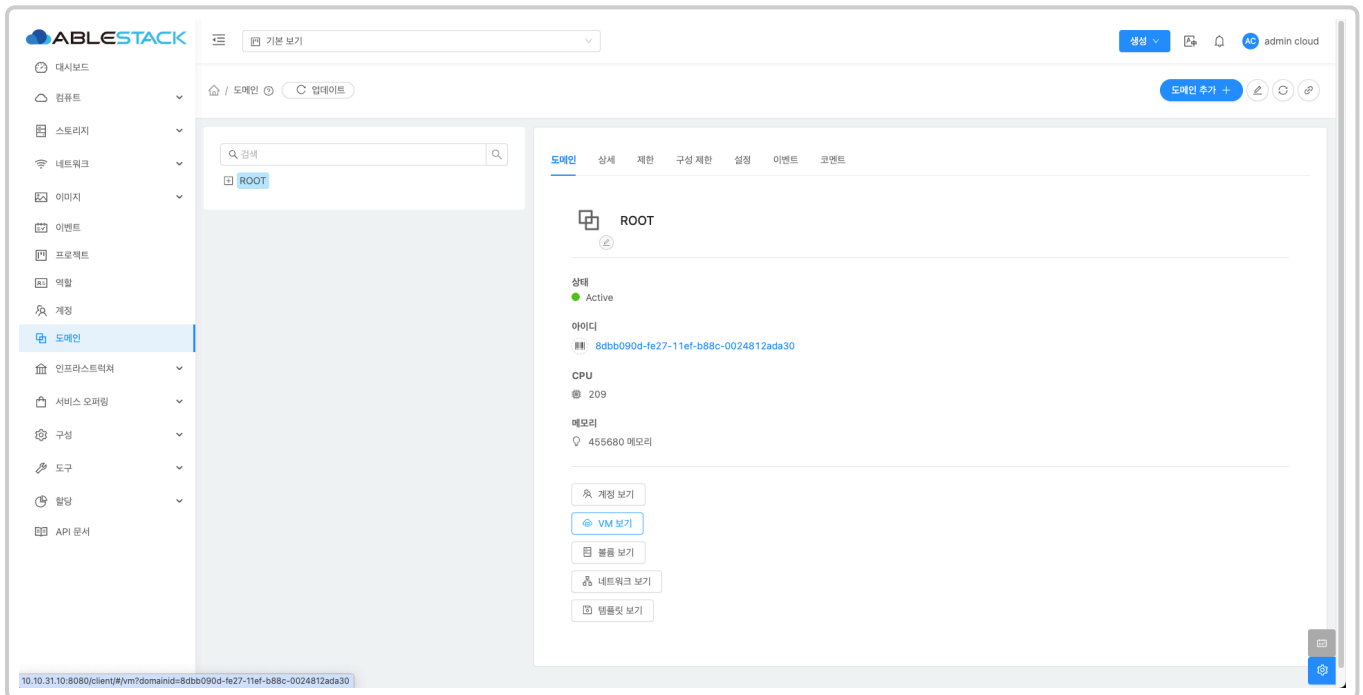 ABLESTACK
기본 보기
생성
AC admin cloud
대시보드
컴퓨트
스토리지
네트워크
이미지
이벤트
프로젝트
역할
계정
도메인
인프라스트럭쳐
서비스 오퍼링
구성
도구
할당
API 문서
/ 도메인 업데이트
도메인 추가 +
검색
ROOT
도메인 상세 제한 구성 제한 설정 이벤트 코멘트
ROOT
상태
Active
아이디
8dbb090d-fe27-11ef-b88c-0024812ada30
CPU
209
메모리
455680 메모리
계정 보기
VM 보기
볼륨 보기
네트워크 보기
템플릿 보기
10.10.31.10:8080/client/#/vm?domainid=8dbb090d-fe27-11ef-b88c-0024812ada30